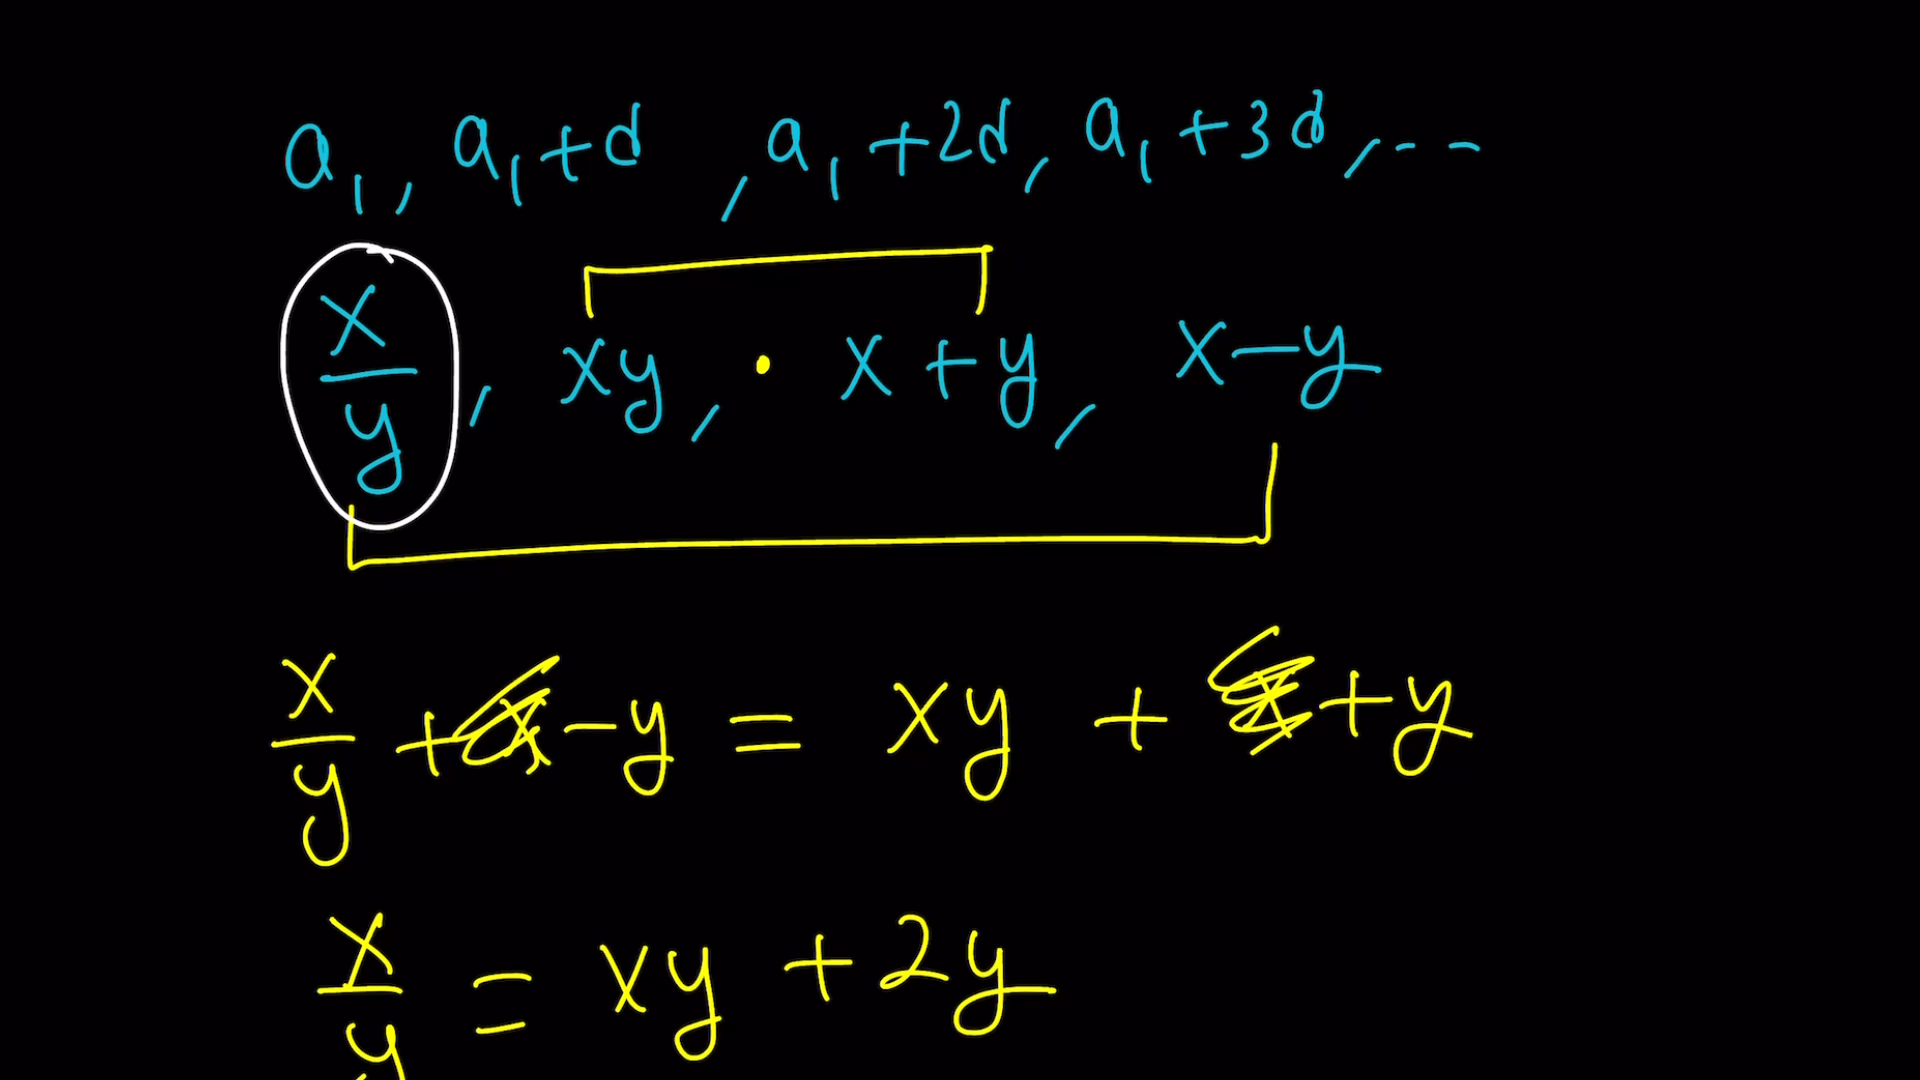 a₁, a₁+d, a₁+2d, a₁+3d, ...
x/y, xy, x+y, x-y
x/y + x - y = xy + x + y
x/y = xy + 2y